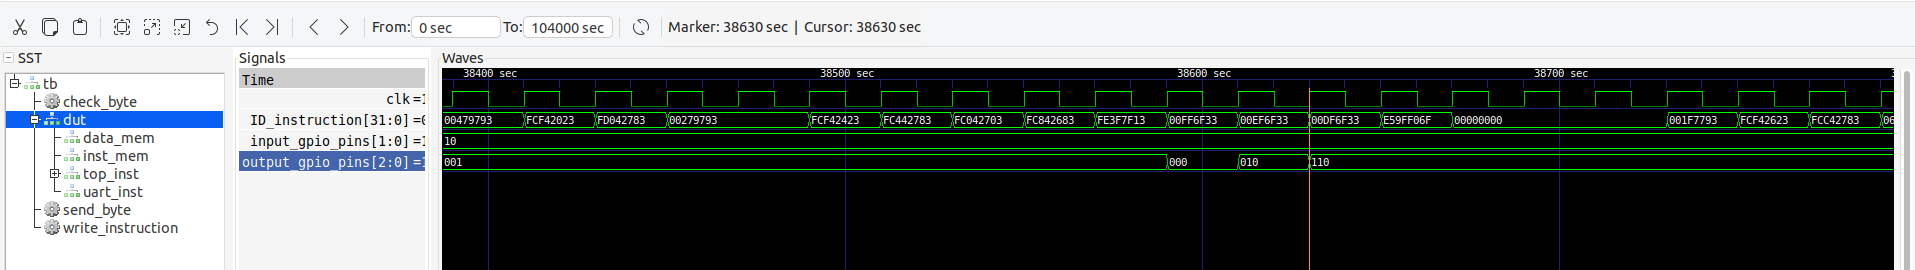 From: 0 sec To: 104000 sec Marker: 38630 sec | Cursor: 38630 sec
SST
tb
check_byte
dut
data_mem
inst_mem
top_inst
uart_inst
send_byte
write_instruction
Signals
Time
clk =1
ID_instruction[31:0] =0
input_gpio_pins[1:0] =1
output_gpio_pins[2:0] =1
Waves
38400 sec 38500 sec 38600 sec 38700 sec
00479793 FCF42023 FD042783 00279793 FCF42423 FC442783 FC042703 FC842683 FE3F7F13 00FF6F33 00EF6F33 00DF6F33 E59FF06F 00000000 001F7793 FCF42623 FCC42783 00
10
001 000 010 110